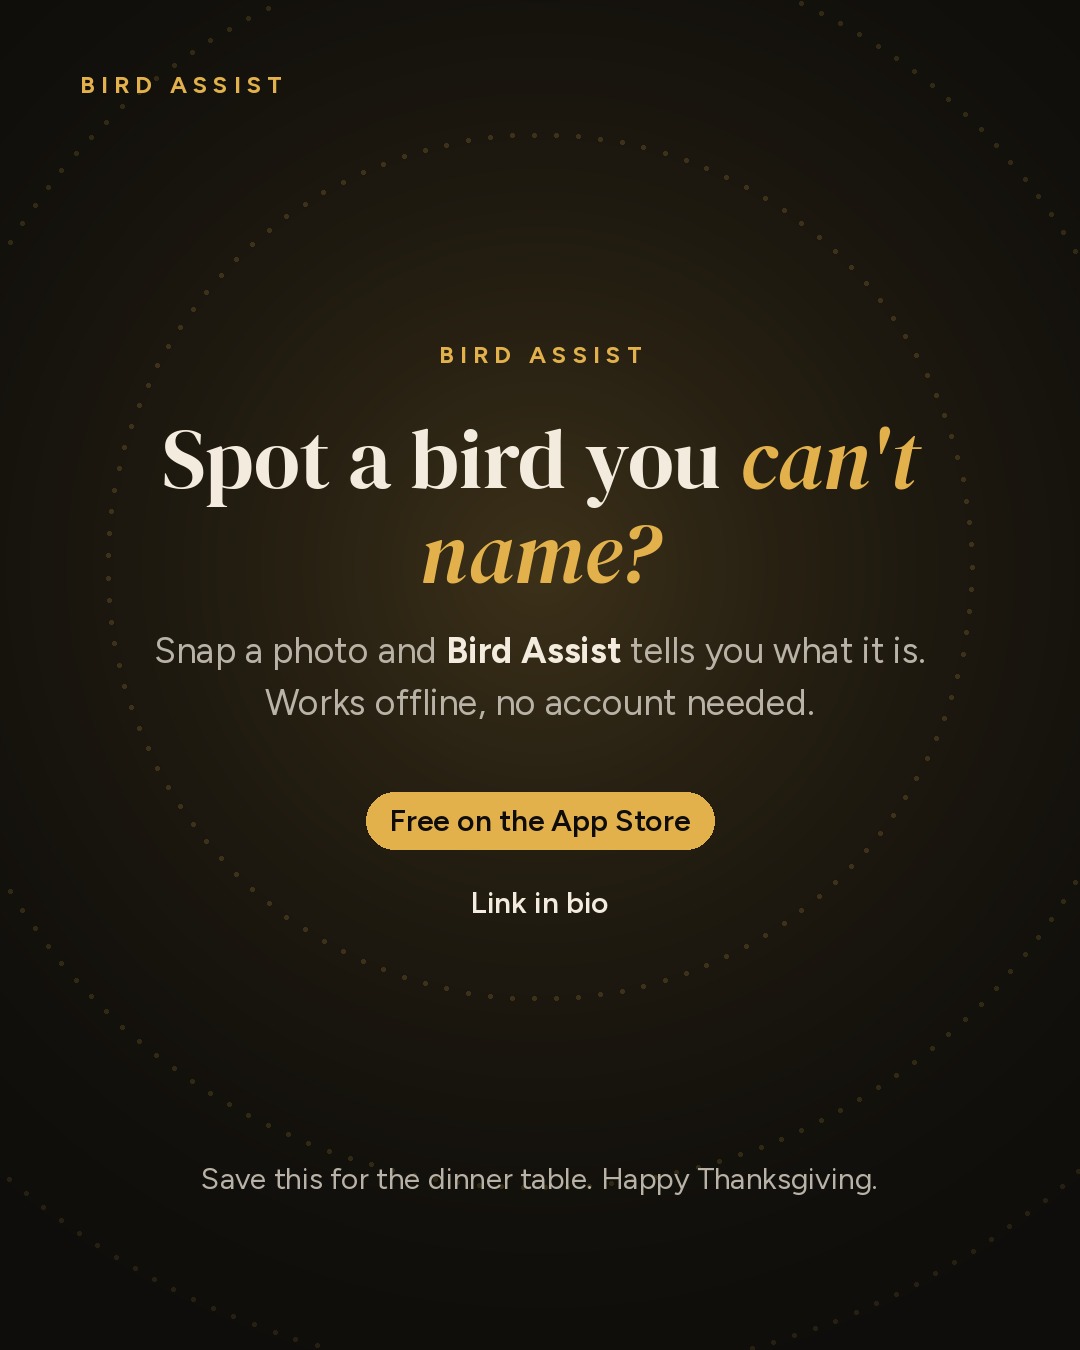 BIRD ASSIST
BIRD ASSIST
Spot a bird you can't
name?
Snap a photo and Bird Assist tells you what it is.
Works offline, no account needed.
Free on the App Store
Link in bio
Save this for the dinner table. Happy Thanksgiving.